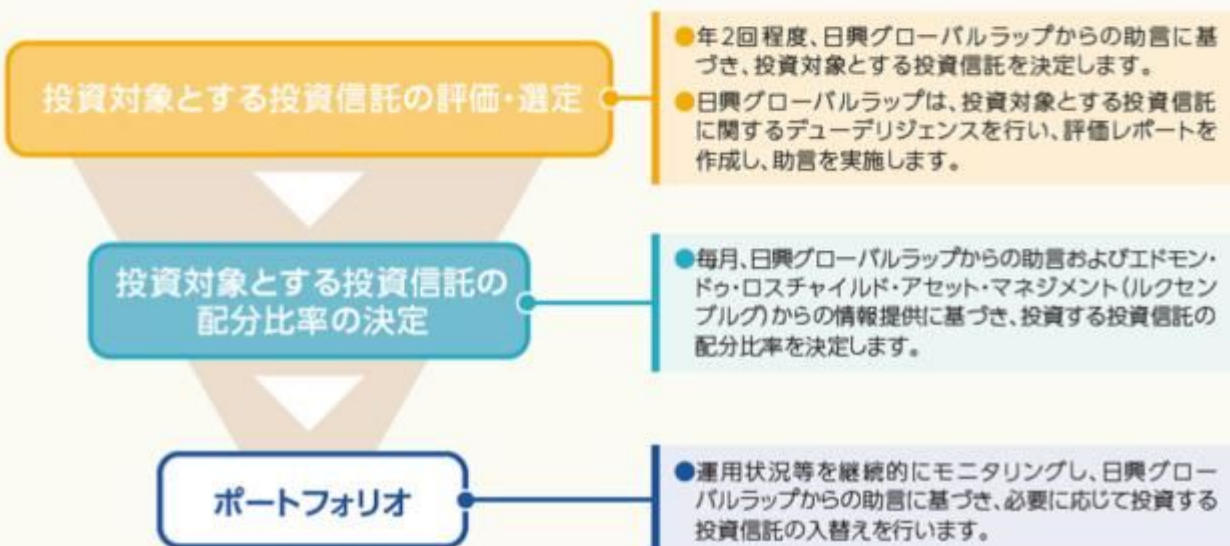 投資対象とする投資信託の評価・選定
●年2回程度、日興グローバルラップからの助言に基
づき、投資対象とする投資信託を決定します。
●日興グローバルラップは、投資対象とする投資信託
に関するデューデリジェンスを行い、評価レポートを
作成し、助言を実施します。
投資対象とする投資信託の
配分比率の決定
●毎月、日興グローバルラップからの助言およびエドモン・
ドゥ・ロスチャイルド・アセット・マネジメント(ルクセン
ブルグ)からの情報提供に基づき、投資する投資信託の
配分比率を決定します。
ポートフォリオ
●運用状況等を継続的にモニタリングし、日興グロー
バルラップからの助言に基づき、必要に応じて投資する
投資信託の入替えを行います。